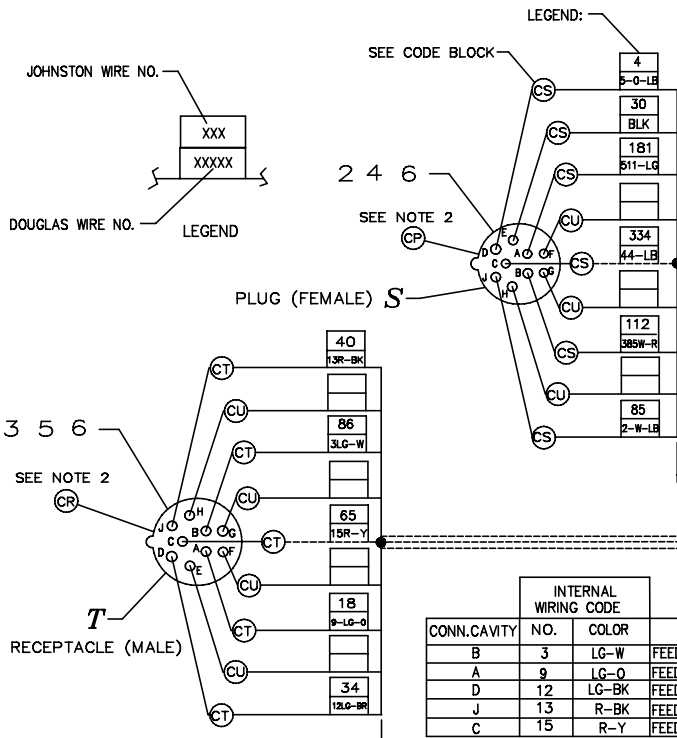 LEGEND:
JOHNSTON WIRE NO.
XXX
XXXXX
DOUGLAS WIRE NO.
LEGEND
SEE CODE BLOCK
CS
4
5-O-LB
CS
30
BLK
CS
181
511-LG
2 4 6
CU
SEE NOTE 2
CP
CS
334
44-LB
E
D
A
F
C
J
B
G
H
PLUG (FEMALE) S
CU
CS
112
385W-R
CU
CS
85
2-W-LB
CT
40
13R-BK
CU
3 5 6
CT
86
3LG-W
SEE NOTE 2
CR
CU
CT
65
15R-Y
J
H
B
G
C
D
A
F
E
CU
T
RECEPTACLE (MALE)
CT
18
9-LG-O
CU
CT
34
12LG-BR
INTERNAL
WIRING CODE
CONN.CAVITY NO. COLOR
B 3 LG-W FEED
A 9 LG-O FEED
D 12 LG-BK FEED
J 13 R-BK FEED
C 15 R-Y FEED